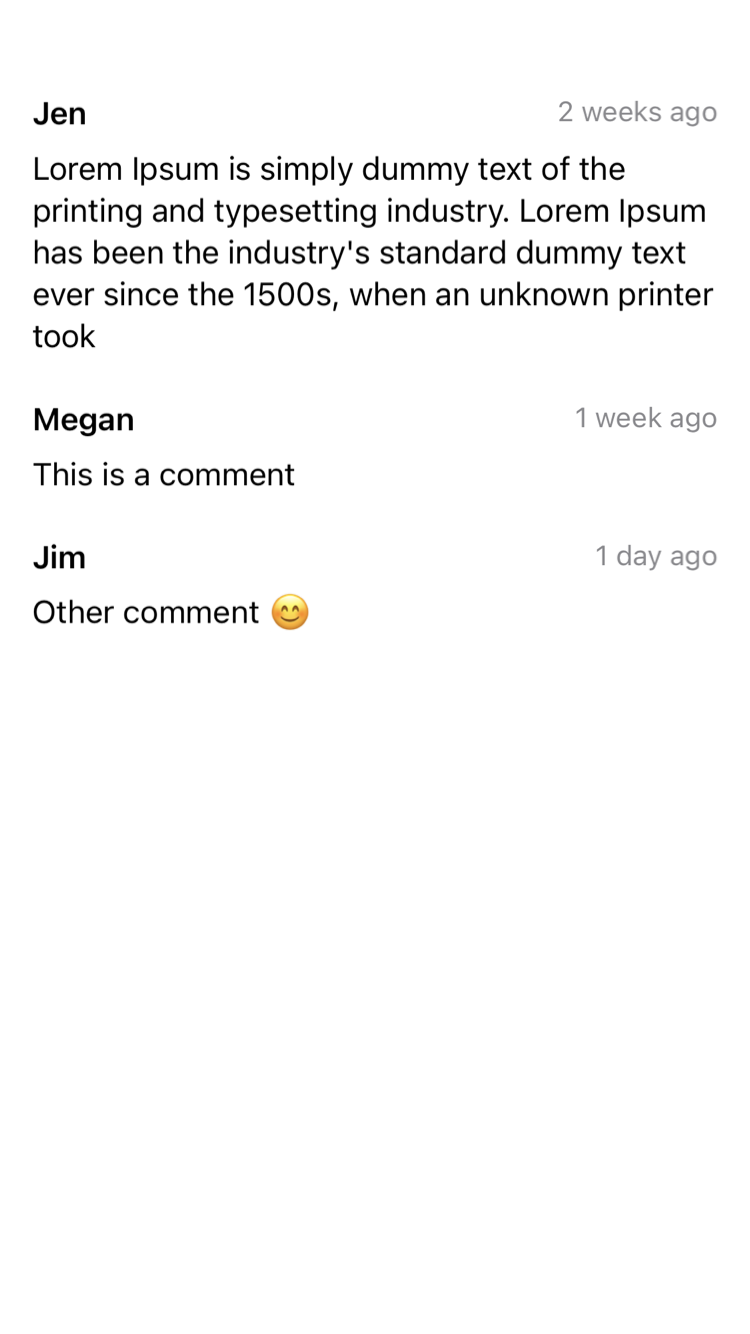 Jen 2 weeks ago
Lorem Ipsum is simply dummy text of the
printing and typesetting industry. Lorem Ipsum
has been the industry's standard dummy text
ever since the 1500s, when an unknown printer
took
Megan 1 week ago
This is a comment
Jim 1 day ago
Other comment 😊